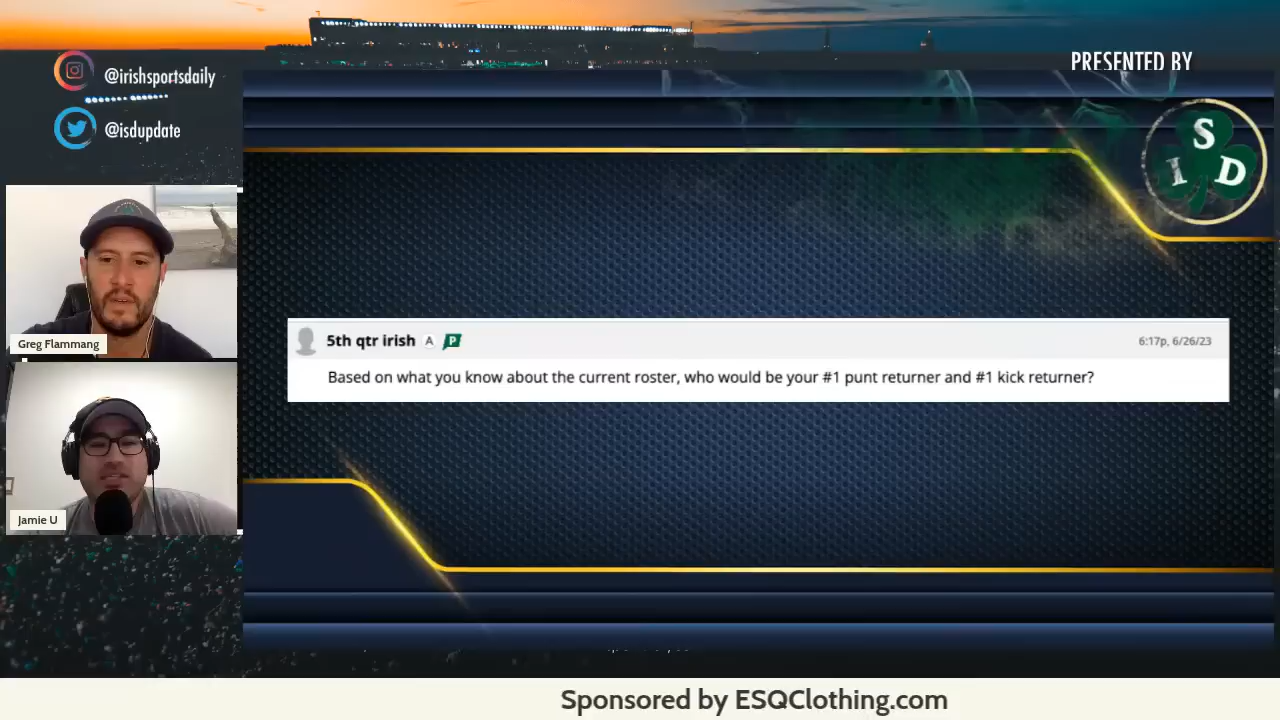 @irishsportsdaily
@isdupdate
PRESENTED BY
S
I D
Greg Flammang
Jamie U
5th qtr irish A P 6:17p, 6/26/23
Based on what you know about the current roster, who would be your #1 punt returner and #1 kick returner?
Sponsored by ESQClothing.com